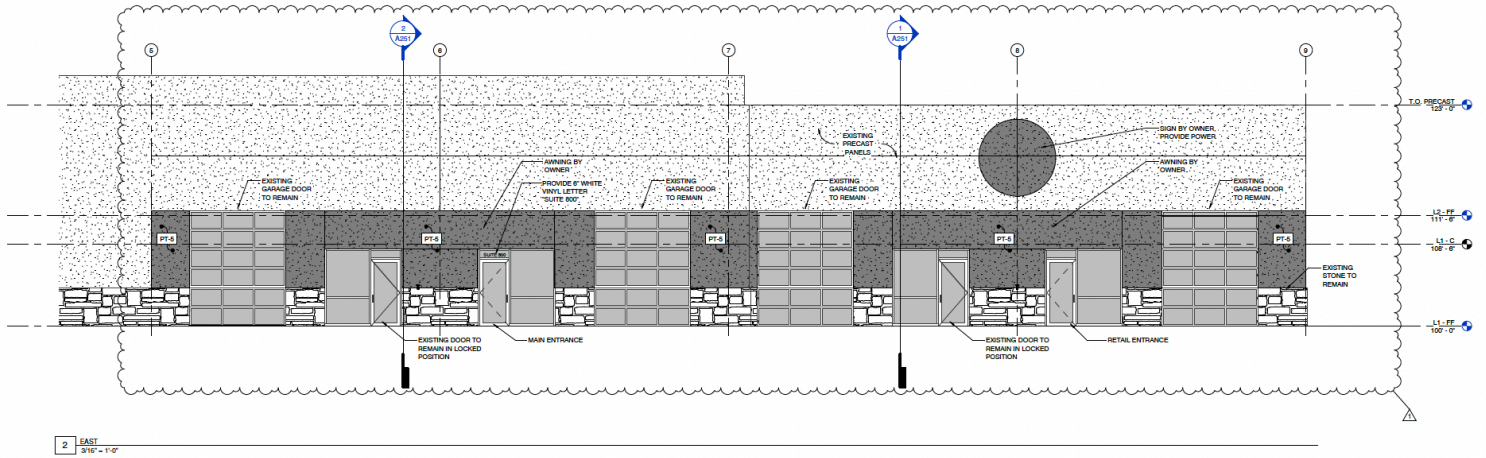 2
A251
1
A251
5
6
7
8
9
T.O. PRECAST
123' - 0"
SIGN BY OWNER,
PROVIDE POWER
EXISTING
PRECAST
PANELS
AWNING BY
OWNER
AWNING BY
OWNER
EXISTING
GARAGE DOOR
TO REMAIN
PROVIDE 6" WHITE
VINYL LETTER
"SUITE 800"
EXISTING
GARAGE DOOR
TO REMAIN
EXISTING
GARAGE DOOR
TO REMAIN
EXISTING
GARAGE DOOR
TO REMAIN
L2 - FF
111' - 6"
PT-5
PT-5
PT-5
PT-5
PT-5
L1 - C
108' - 6"
SUITE 800
EXISTING
STONE TO
REMAIN
L1 - FF
100' - 0"
EXISTING DOOR TO
REMAIN IN LOCKED
POSITION
MAIN ENTRANCE
EXISTING DOOR TO
REMAIN IN LOCKED
POSITION
RETAIL ENTRANCE
1
2
EAST
3/16" = 1'-0"